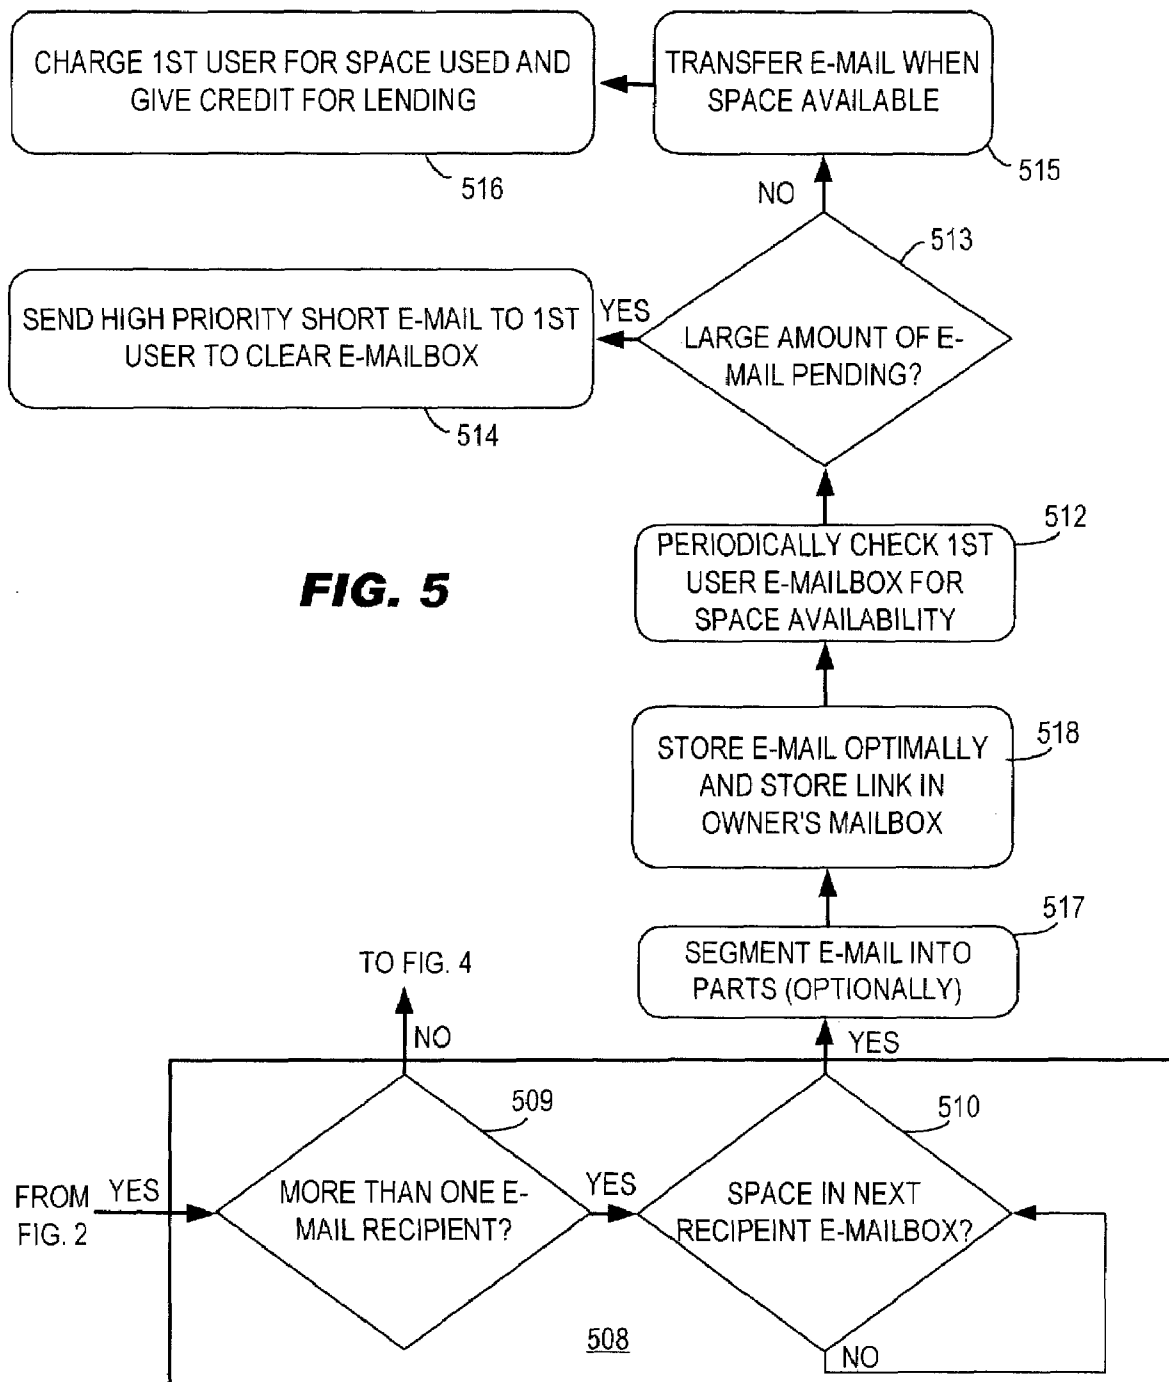 CHARGE 1ST USER FOR SPACE USED AND
GIVE CREDIT FOR LENDING
516
TRANSFER E-MAIL WHEN
SPACE AVAILABLE
515
NO
513
LARGE AMOUNT OF E-
MAIL PENDING?
YES
SEND HIGH PRIORITY SHORT E-MAIL TO 1ST
USER TO CLEAR E-MAILBOX
514
512
PERIODICALLY CHECK 1ST
USER E-MAILBOX FOR
SPACE AVAILABILITY
FIG. 5
STORE E-MAIL OPTIMALLY
AND STORE LINK IN
OWNER'S MAILBOX
518
517
SEGMENT E-MAIL INTO
PARTS (OPTIONALLY)
TO FIG. 4
NO
YES
509
510
FROM
FIG. 2
YES
MORE THAN ONE E-
MAIL RECIPIENT?
YES
SPACE IN NEXT
RECIPEINT E-MAILBOX?
508
NO